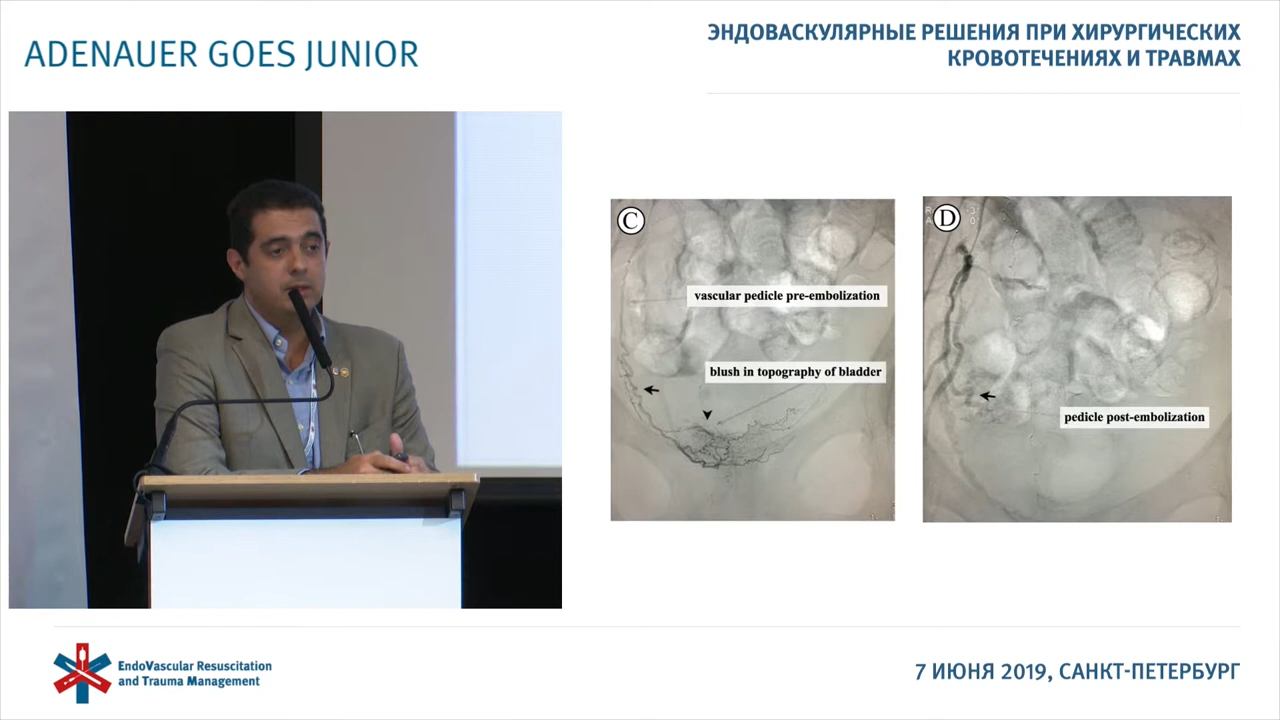 ADENAUER GOES JUNIOR
ЭНДОВАСКУЛЯРНЫЕ РЕШЕНИЯ ПРИ ХИРУРГИЧЕСКИХ
КРОВОТЕЧЕНИЯХ И ТРАВМАХ
C
vascular pedicle pre-embolization
blush in topography of bladder
D
pedicle post-embolization
EndoVascular Resuscitation
and Trauma Management
7 ИЮНЯ 2019, САНКТ-ПЕТЕРБУРГ